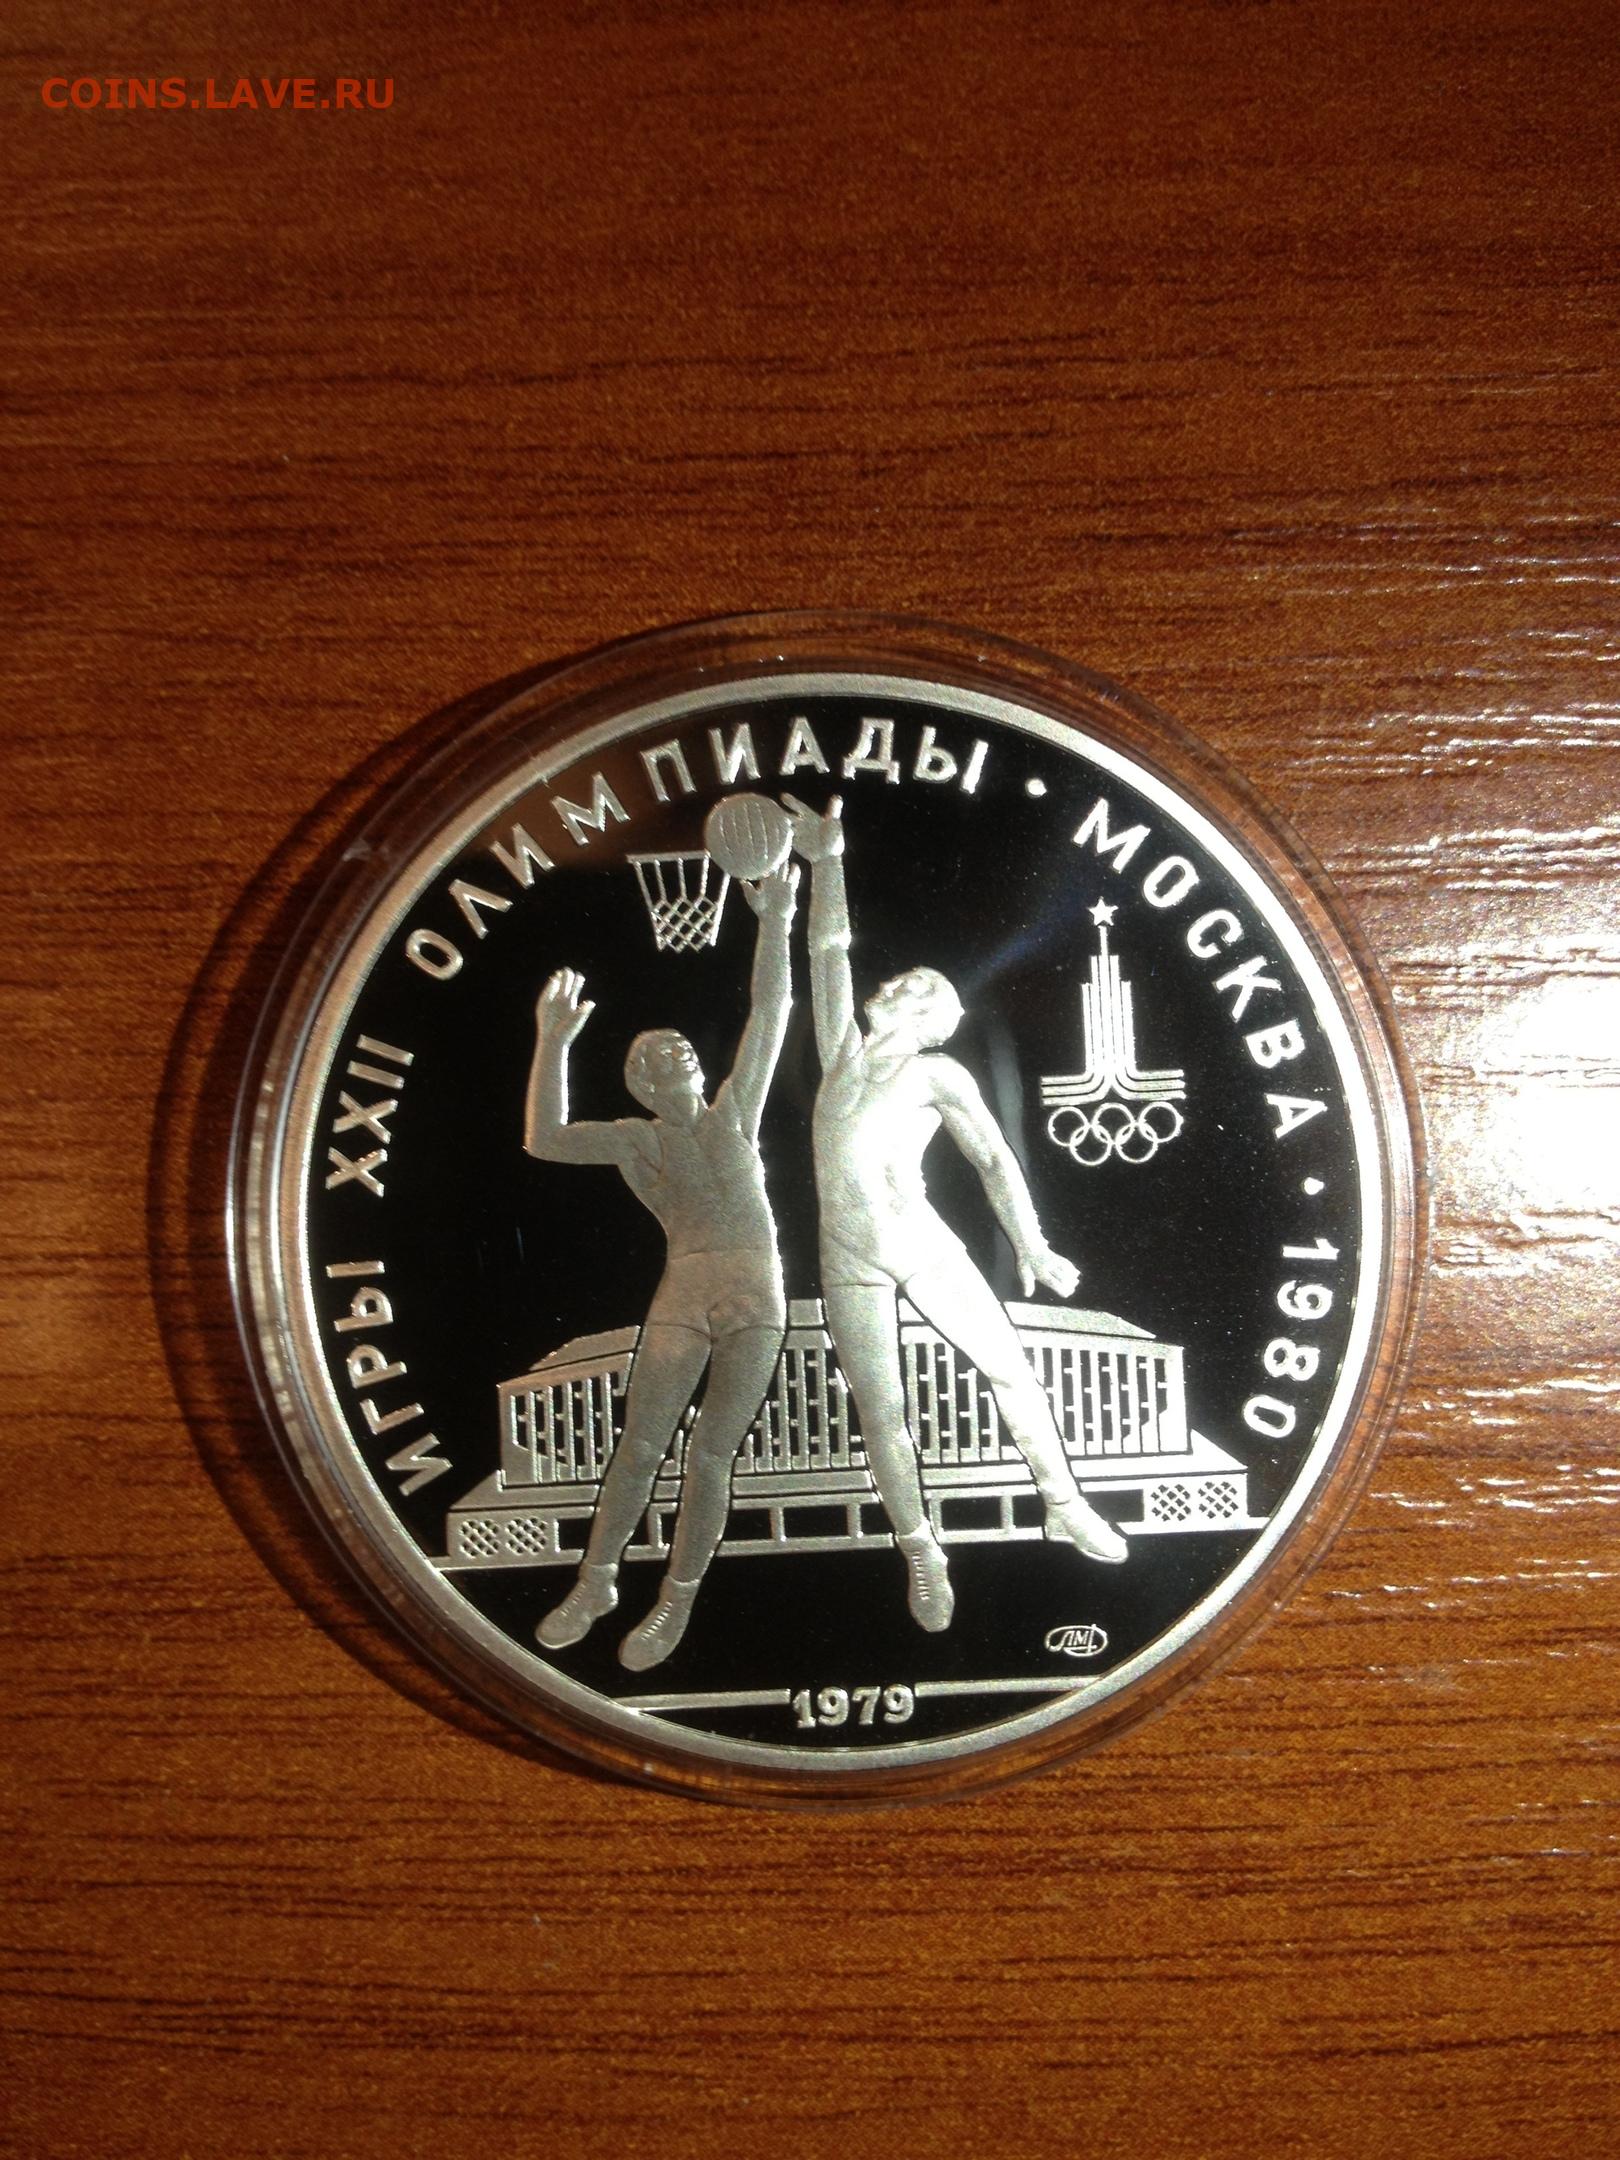 COINS.LAVE.RU
ИГРЫ XXII ОЛИМПИАДЫ · МОСКВА · 1980
ЛМД
1979